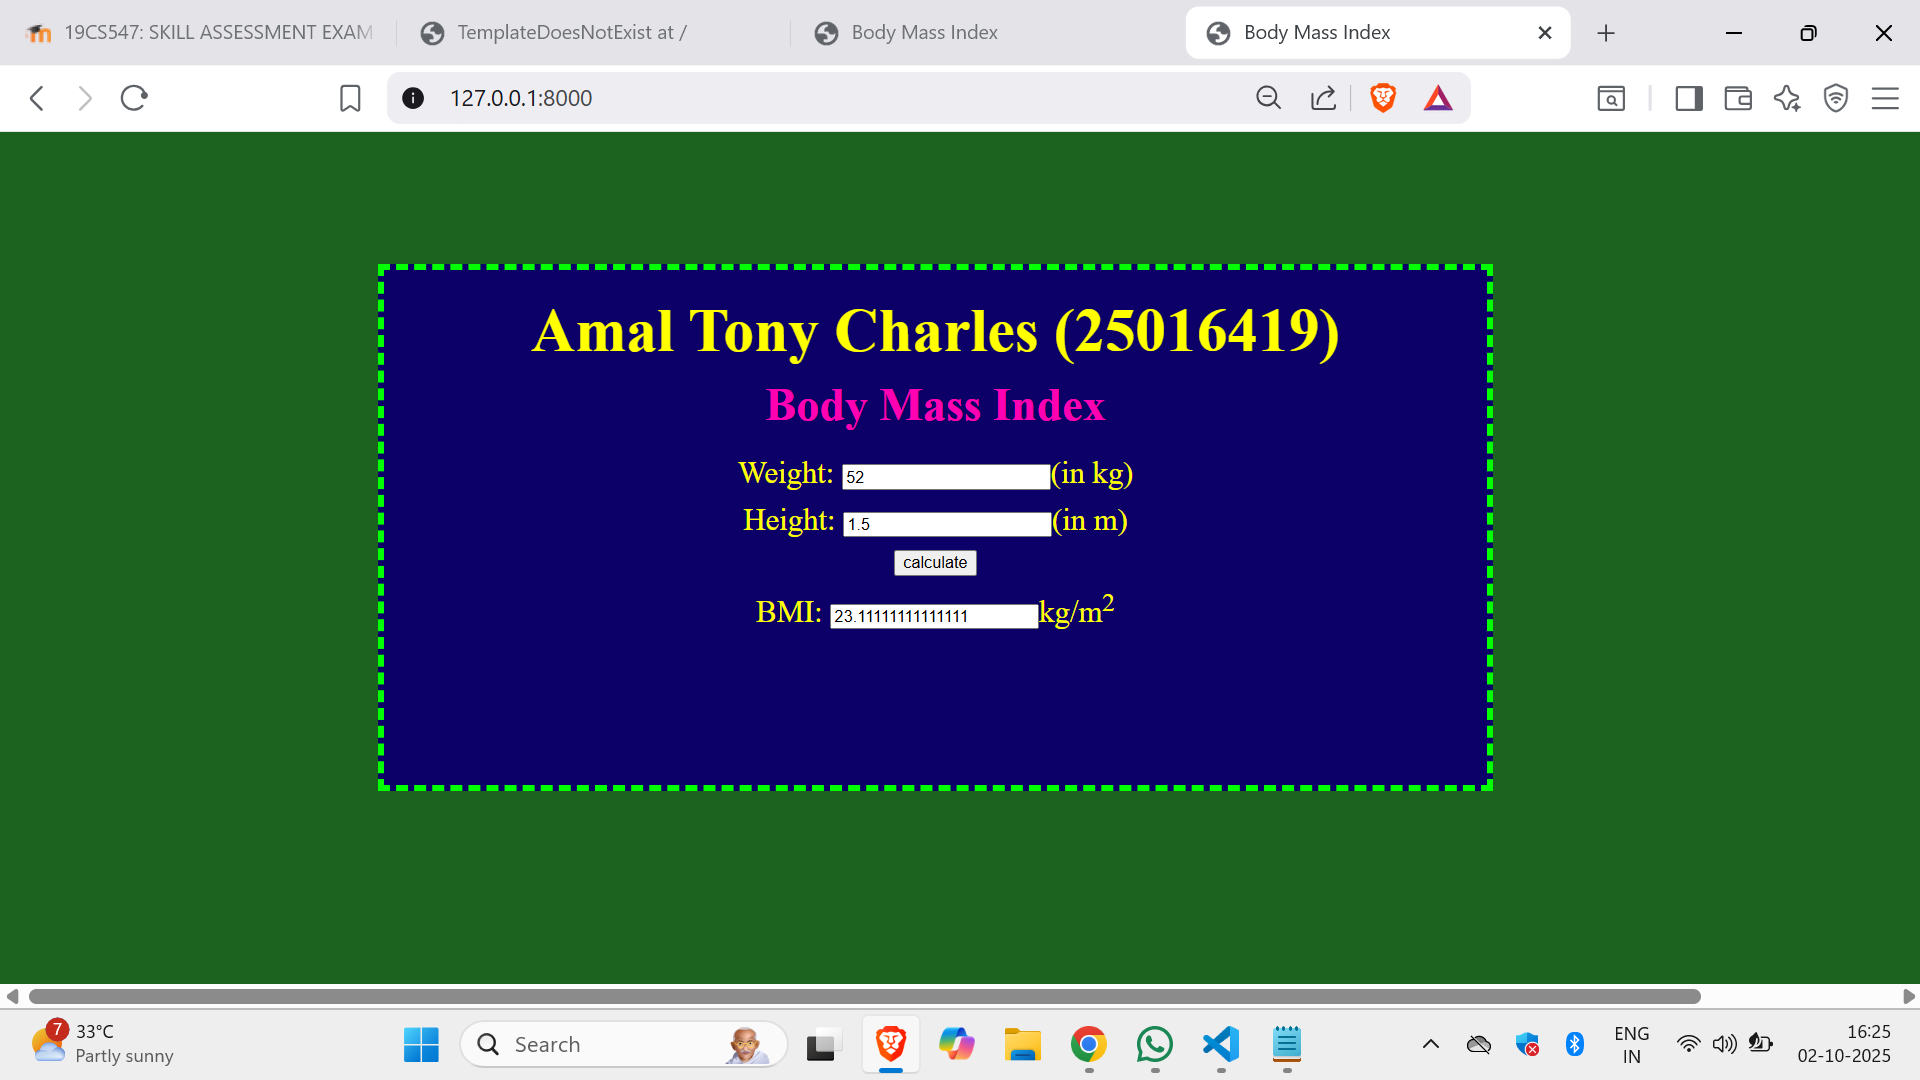 19CS547: SKILL ASSESSMENT EXAM
TemplateDoesNotExist at /
Body Mass Index
Body Mass Index
127.0.0.1:8000
Amal Tony Charles (25016419)
Body Mass Index
Weight: 52 (in kg)
Height: 1.5 (in m)
calculate
BMI: 23.11111111111111 kg/m²
7
33°C
Partly sunny
Search
ENG
IN
16:25
02-10-2025